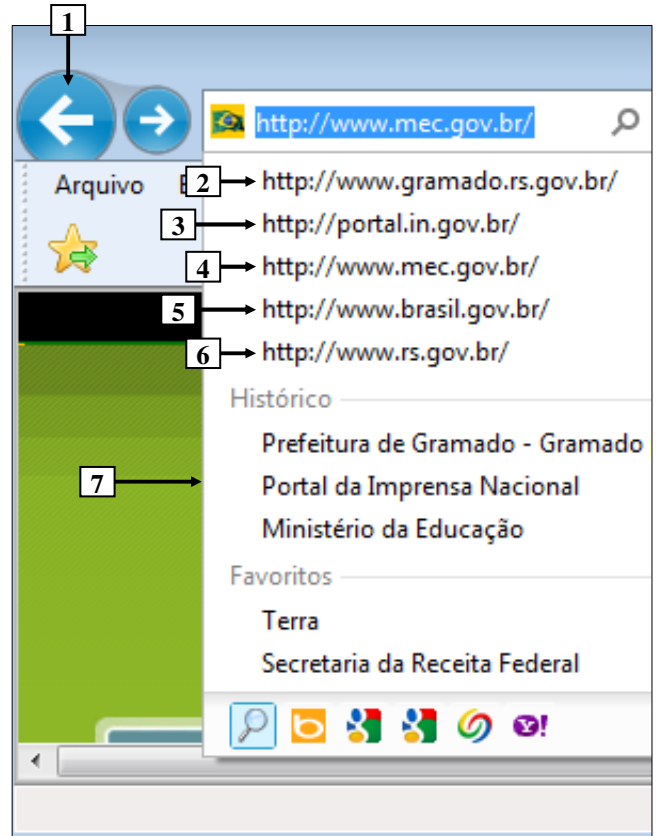 1
http://www.mec.gov.br/
Arquivo E
2 http://www.gramado.rs.gov.br/
3 http://portal.in.gov.br/
4 http://www.mec.gov.br/
5 http://www.brasil.gov.br/
6 http://www.rs.gov.br/
Histórico
Prefeitura de Gramado - Gramado
7 Portal da Imprensa Nacional
Ministério da Educação
Favoritos
Terra
Secretaria da Receita Federal
Y!